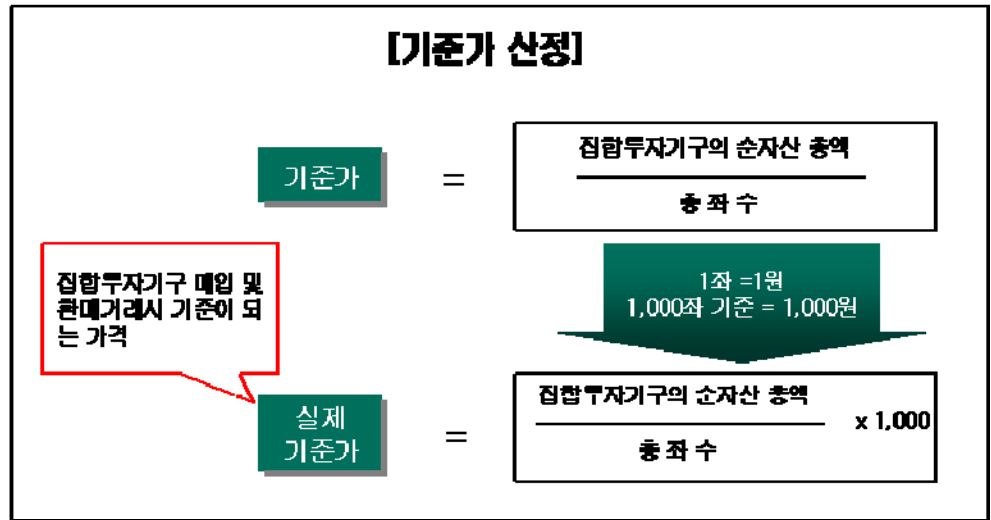 [기준가 산정]
기준가
=
집합투자기구의 순자산 총액
총 좌 수
집합투자기구 매입 및
환매거래시 기준이 되
는 가격
1좌 =1원
1,000좌 기준 = 1,000원
실제
기준가
=
집합투자기구의 순자산 총액
총 좌 수
x 1,000